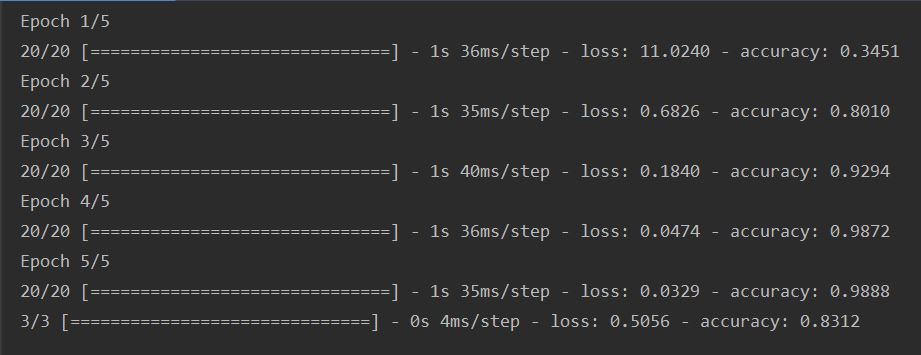 Epoch 1/5
20/20 [==============================] - 1s 36ms/step - loss: 11.0240 - accuracy: 0.3451
Epoch 2/5
20/20 [==============================] - 1s 35ms/step - loss: 0.6826 - accuracy: 0.8010
Epoch 3/5
20/20 [==============================] - 1s 40ms/step - loss: 0.1840 - accuracy: 0.9294
Epoch 4/5
20/20 [==============================] - 1s 36ms/step - loss: 0.0474 - accuracy: 0.9872
Epoch 5/5
20/20 [==============================] - 1s 35ms/step - loss: 0.0329 - accuracy: 0.9888
3/3 [==============================] - 0s 4ms/step - loss: 0.5056 - accuracy: 0.8312